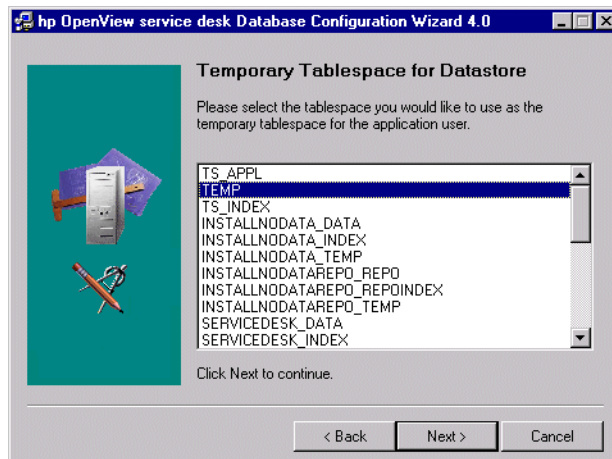 hp OpenView service desk Database Configuration Wizard 4.0
Temporary Tablespace for Datastore
Please select the tablespace you would like to use as the
temporary tablespace for the application user.
TS_APPL
TEMP
TS_INDEX
INSTALLNODATA_DATA
INSTALLNODATA_INDEX
INSTALLNODATA_TEMP
INSTALLNODATAREPO_REPO
INSTALLNODATAREPO_REPOINDEX
INSTALLNODATAREPO_TEMP
SERVICEDESK_DATA
SERVICEDESK_INDEX
Click Next to continue.
< Back
Next >
Cancel